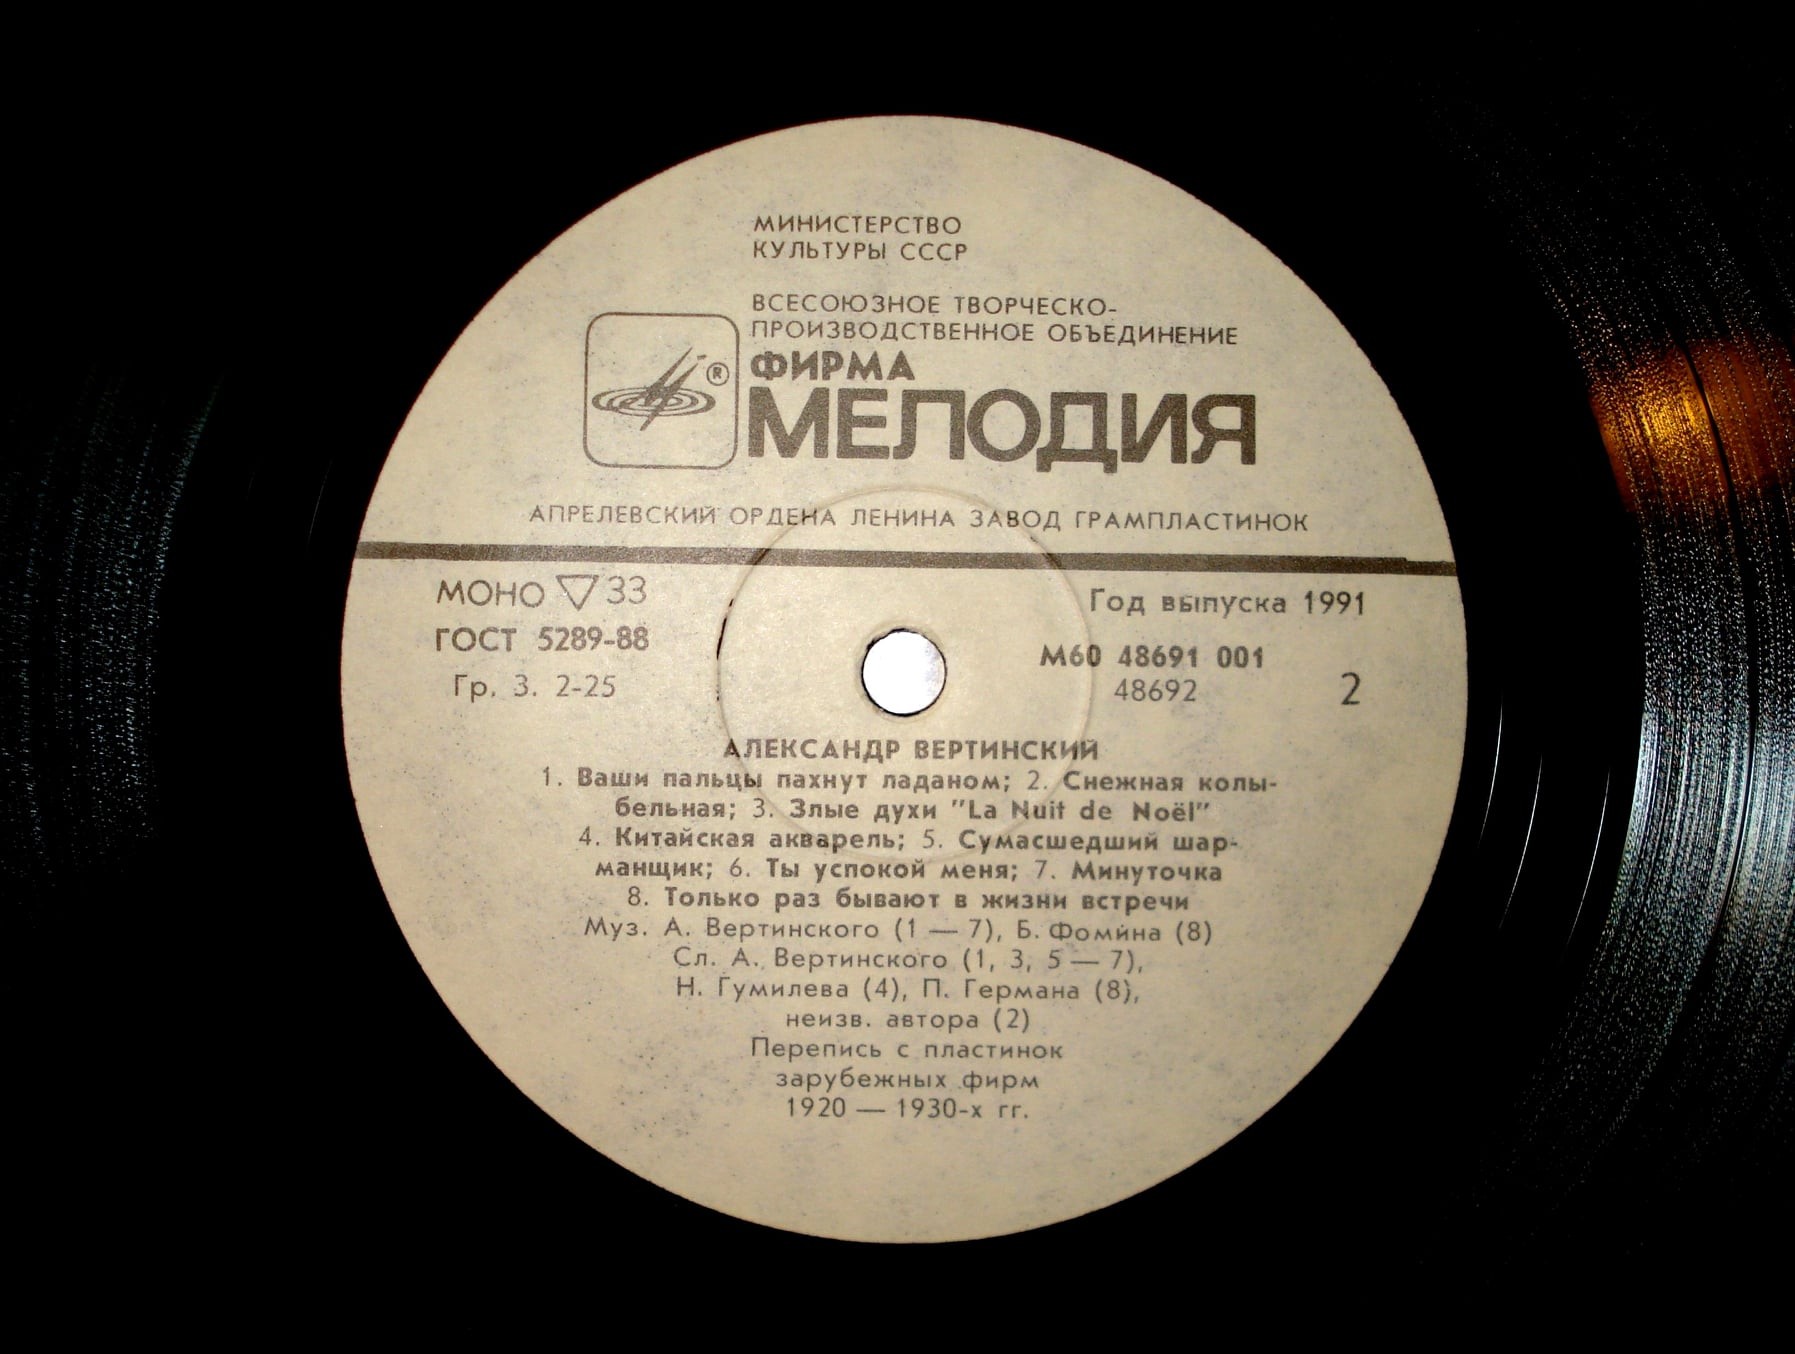 МИНИСТЕРСТВО
КУЛЬТУРЫ СССР
ВСЕСОЮЗНОЕ ТВОРЧЕСКО-
ПРОИЗВОДСТВЕННОЕ ОБЪЕДИНЕНИЕ
®
ФИРМА
МЕЛОДИЯ
АПРЕЛЕВСКИЙ ОРДЕНА ЛЕНИНА ЗАВОД ГРАМПЛАСТИНОК
МОНО ▽ 33
Год выпуска 1991
ГОСТ 5289-88
М60 48691 001
Гр. 3. 2-25
48692
2
АЛЕКСАНДР ВЕРТИНСКИЙ
1. Ваши пальцы пахнут ладаном; 2. Снежная колы-
бельная; 3. Злые духи "La Nuit de Noël"
4. Китайская акварель; 5. Сумасшедший шар-
манщик; 6. Ты успокой меня; 7. Минуточка
8. Только раз бывают в жизни встречи
Муз. А. Вертинского (1 — 7), Б. Фомина (8)
Сл. А. Вертинского (1, 3, 5 — 7),
Н. Гумилева (4), П. Германа (8),
неизв. автора (2)
Перепись с пластинок
зарубежных фирм
1920 — 1930-х гг.